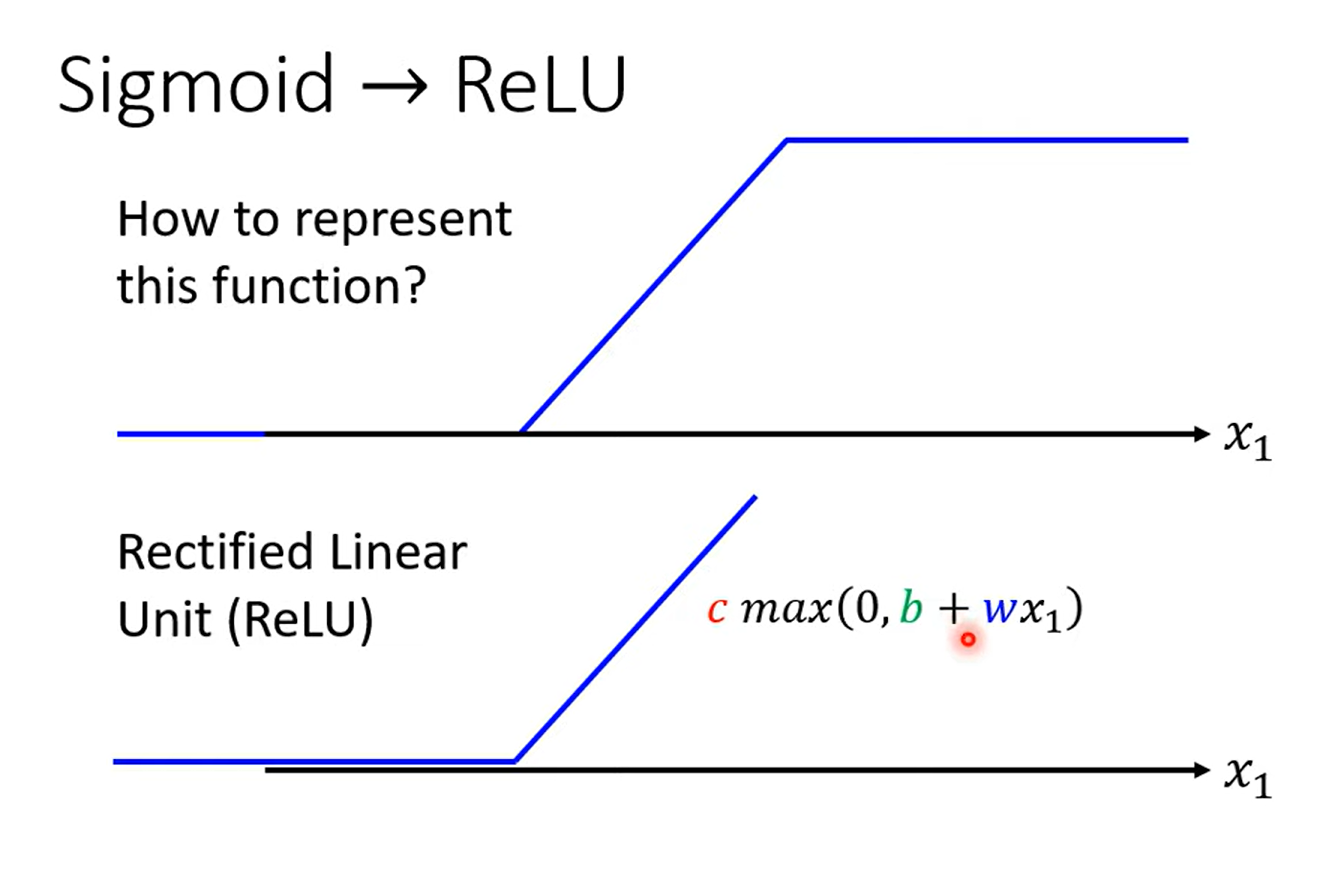 Sigmoid → ReLU
How to represent
this function?
x₁
Rectified Linear
Unit (ReLU)
c max(0, b + wx₁)
x₁